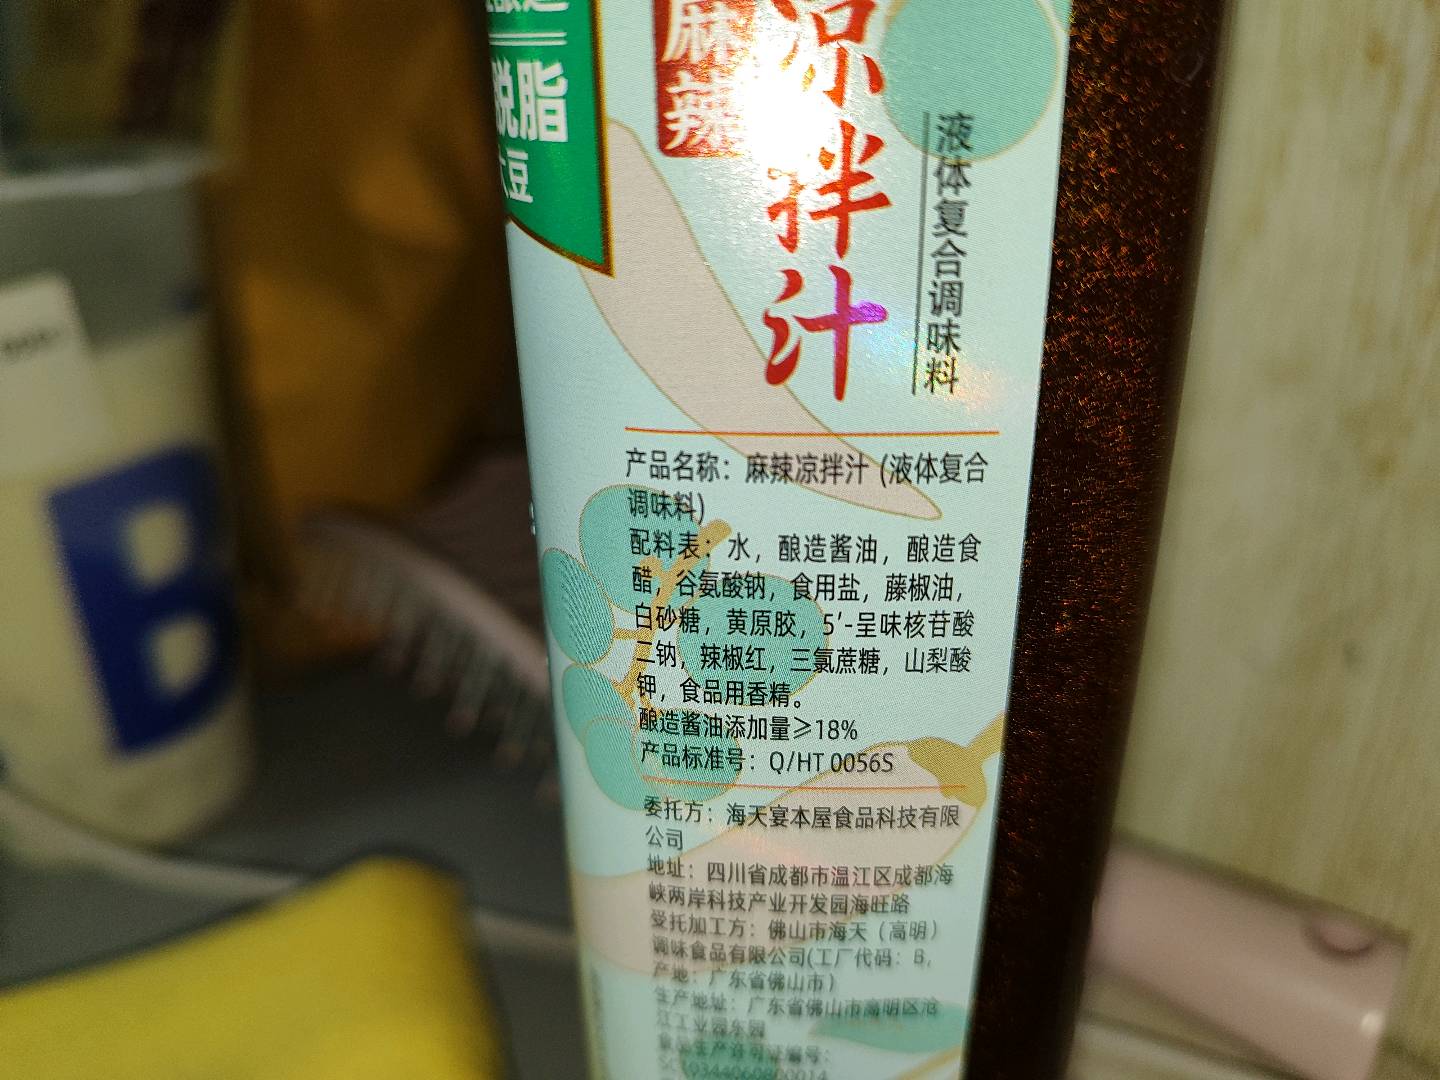 脱脂
大豆
麻辣
凉拌汁
液体复合调味料
产品名称：麻辣凉拌汁 (液体复合
调味料)
配料表：水，酿造酱油，酿造食
醋，谷氨酸钠，食用盐，藤椒油，
白砂糖，黄原胶，5′-呈味核苷酸
二钠，辣椒红，三氯蔗糖，山梨酸
钾，食品用香精。
酿造酱油添加量≥18%
产品标准号：Q/HT 0056S
委托方：海天宴本屋食品科技有限
公司
地址：四川省成都市温江区成都海
峡两岸科技产业开发园海旺路
受托加工方：佛山市海天（高明）
调味食品有限公司(工厂代码：B,
产地：广东省佛山市)
生产地址：广东省佛山市高明区沧
江工业园东园
食品生产许可证编号：
B